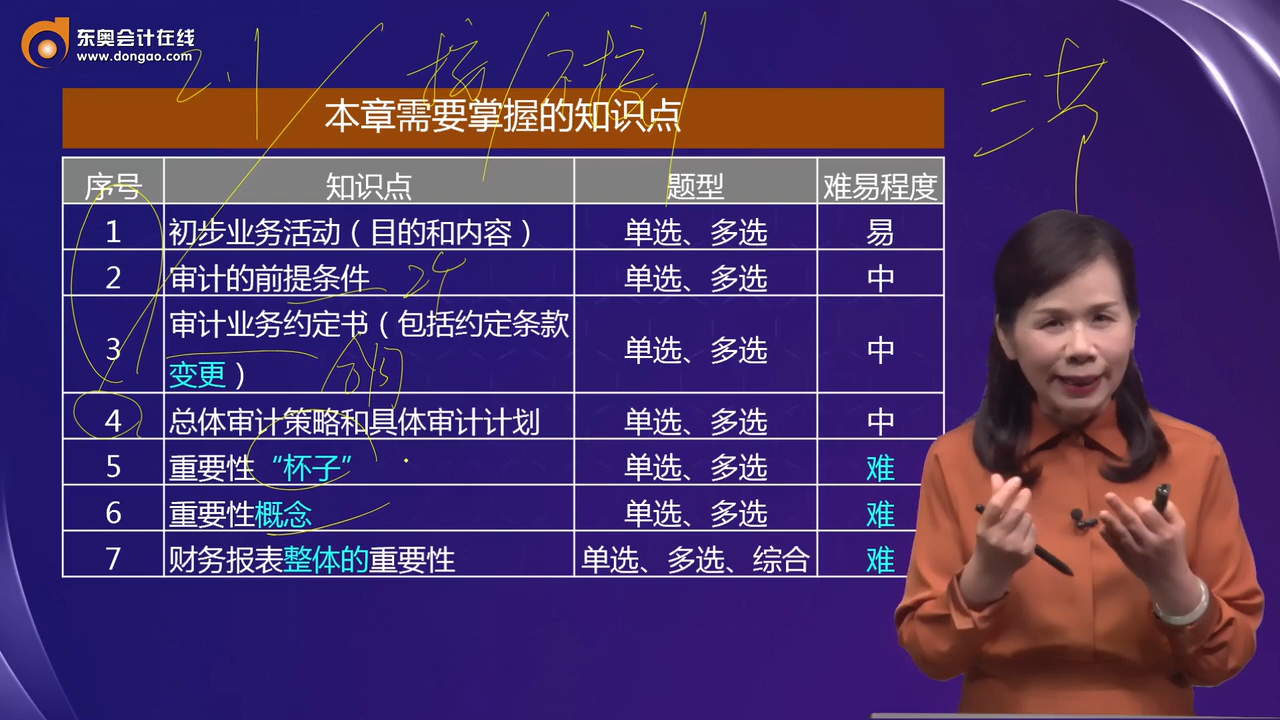 东奥会计在线
www.dongao.com
接 不接
本章需要掌握的知识点
序号 知识点 题型 难易程度
1 初步业务活动（目的和内容） 单选、多选 易
2 审计的前提条件 单选、多选 中
2个
3 审计业务约定书（包括约定条款变更） 单选、多选 中
合同
4 总体审计策略和具体审计计划 单选、多选 中
5 重要性“杯子” 单选、多选 难
6 重要性概念 单选、多选 难
7 财务报表整体的重要性 单选、多选、综合 难